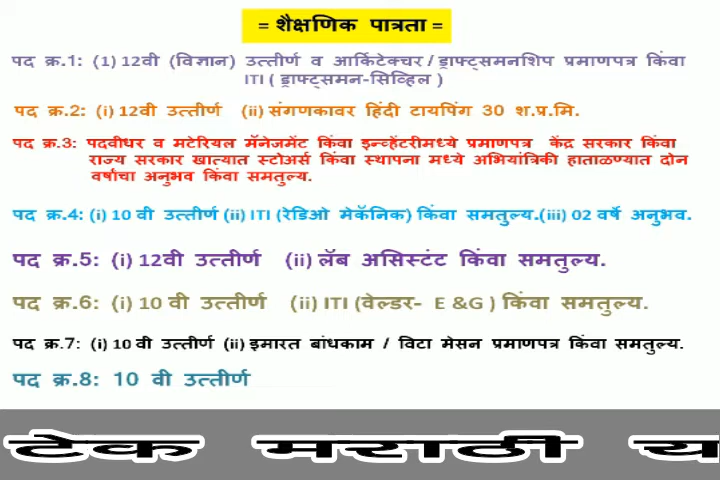 = शैक्षणिक पात्रता =
पद क्र.1: (1) 12वी (विज्ञान) उत्तीर्ण व आर्किटेक्चर / ड्राफ्ट्समनशिप प्रमाणपत्र किंवा
ITI ( ड्राफ्ट्समन-सिव्हिल )
पद क्र.2: (i) 12वी उत्तीर्ण (ii) संगणकावर हिंदी टायपिंग 30 श.प्र.मि.
पद क्र.3: पदवीधर व मटेरियल मॅनेजमेंट किंवा इन्व्हेंटरीमध्ये प्रमाणपत्र केंद्र सरकार किंवा
राज्य सरकार खात्यात स्टोअर्स किंवा स्थापना मध्ये अभियांत्रिकी हाताळण्यात दोन
वर्षांचा अनुभव किंवा समतुल्य.
पद क्र.4: (i) 10 वी उत्तीर्ण (ii) ITI (रेडिओ मेकॅनिक) किंवा समतुल्य.(iii) 02 वर्षे अनुभव.
पद क्र.5: (i) 12वी उत्तीर्ण (ii) लॅब असिस्टंट किंवा समतुल्य.
पद क्र.6: (i) 10 वी उत्तीर्ण (ii) ITI (वेल्डर- E &G ) किंवा समतुल्य.
पद क्र.7: (i) 10 वी उत्तीर्ण (ii) इमारत बांधकाम / विटा मेसन प्रमाणपत्र किंवा समतुल्य.
पद क्र.8: 10 वी उत्तीर्ण
टेक मराठी य